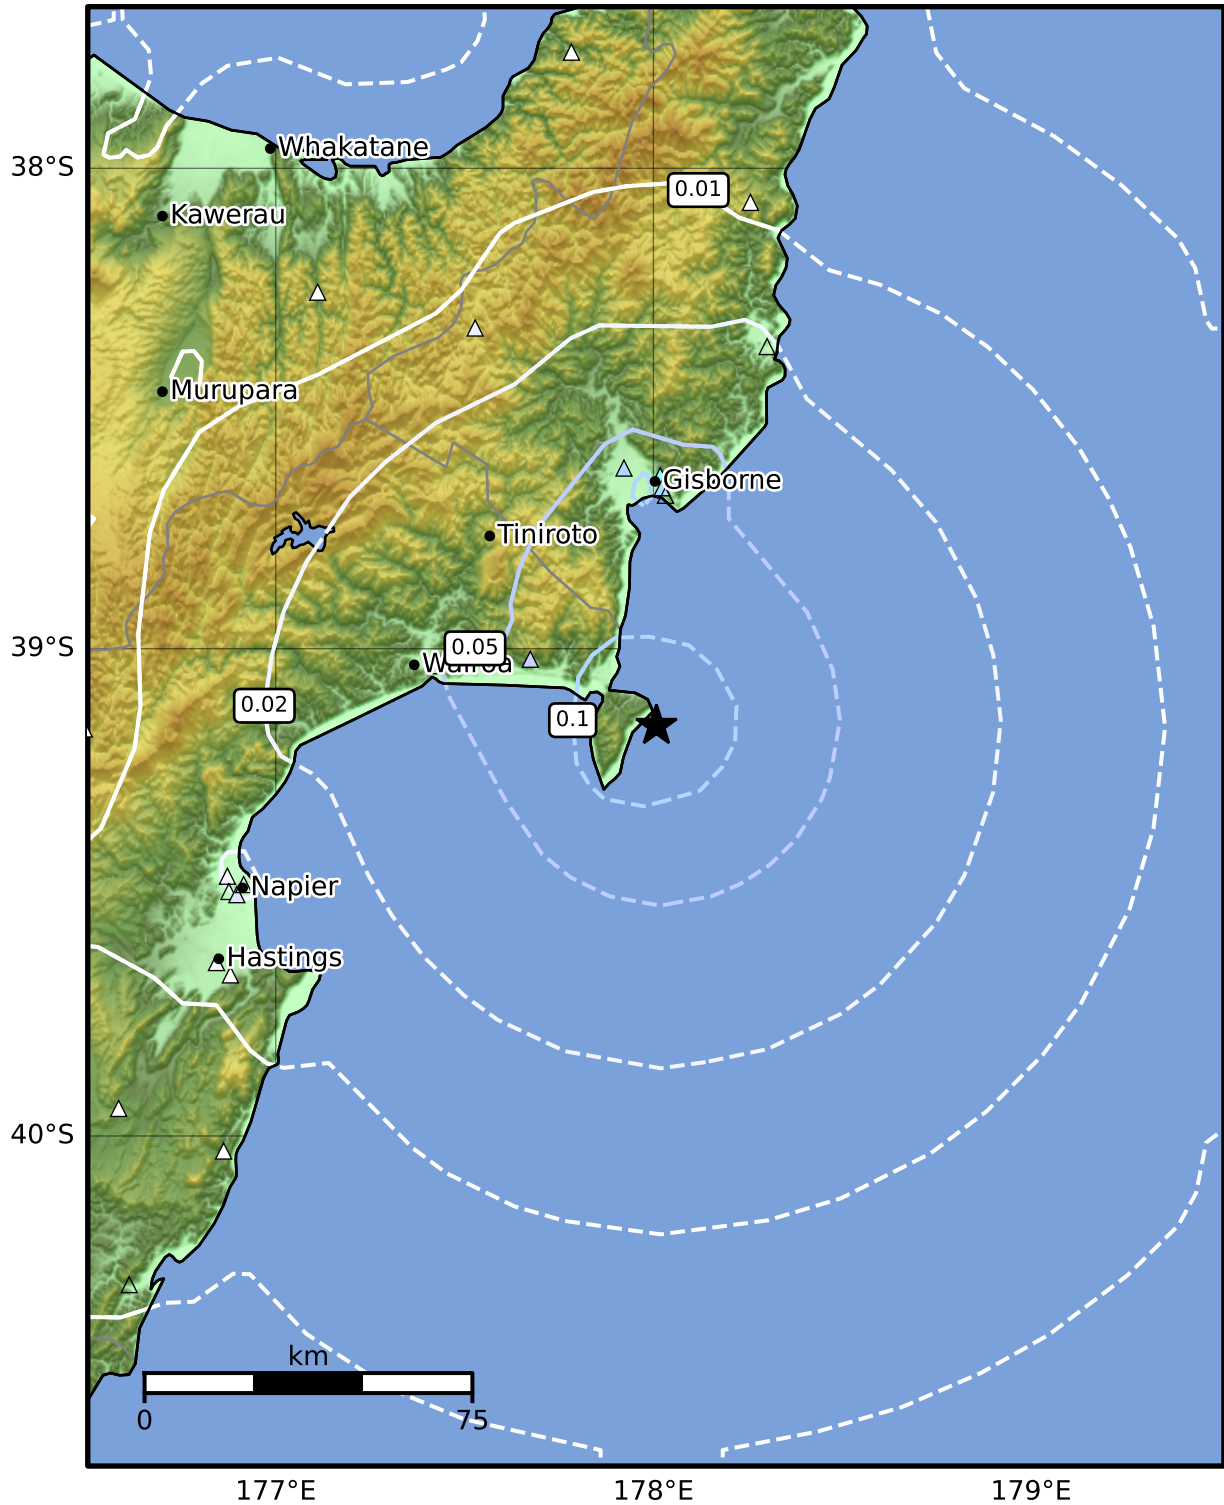 Whakatane
38°S
0.01
Kawerau
Murupara
Gisborne
Tiniroto
39°S
0.05
Wairoa
0.02
0.1
Napier
Hastings
40°S
km
0
75
177°E
178°E
179°E